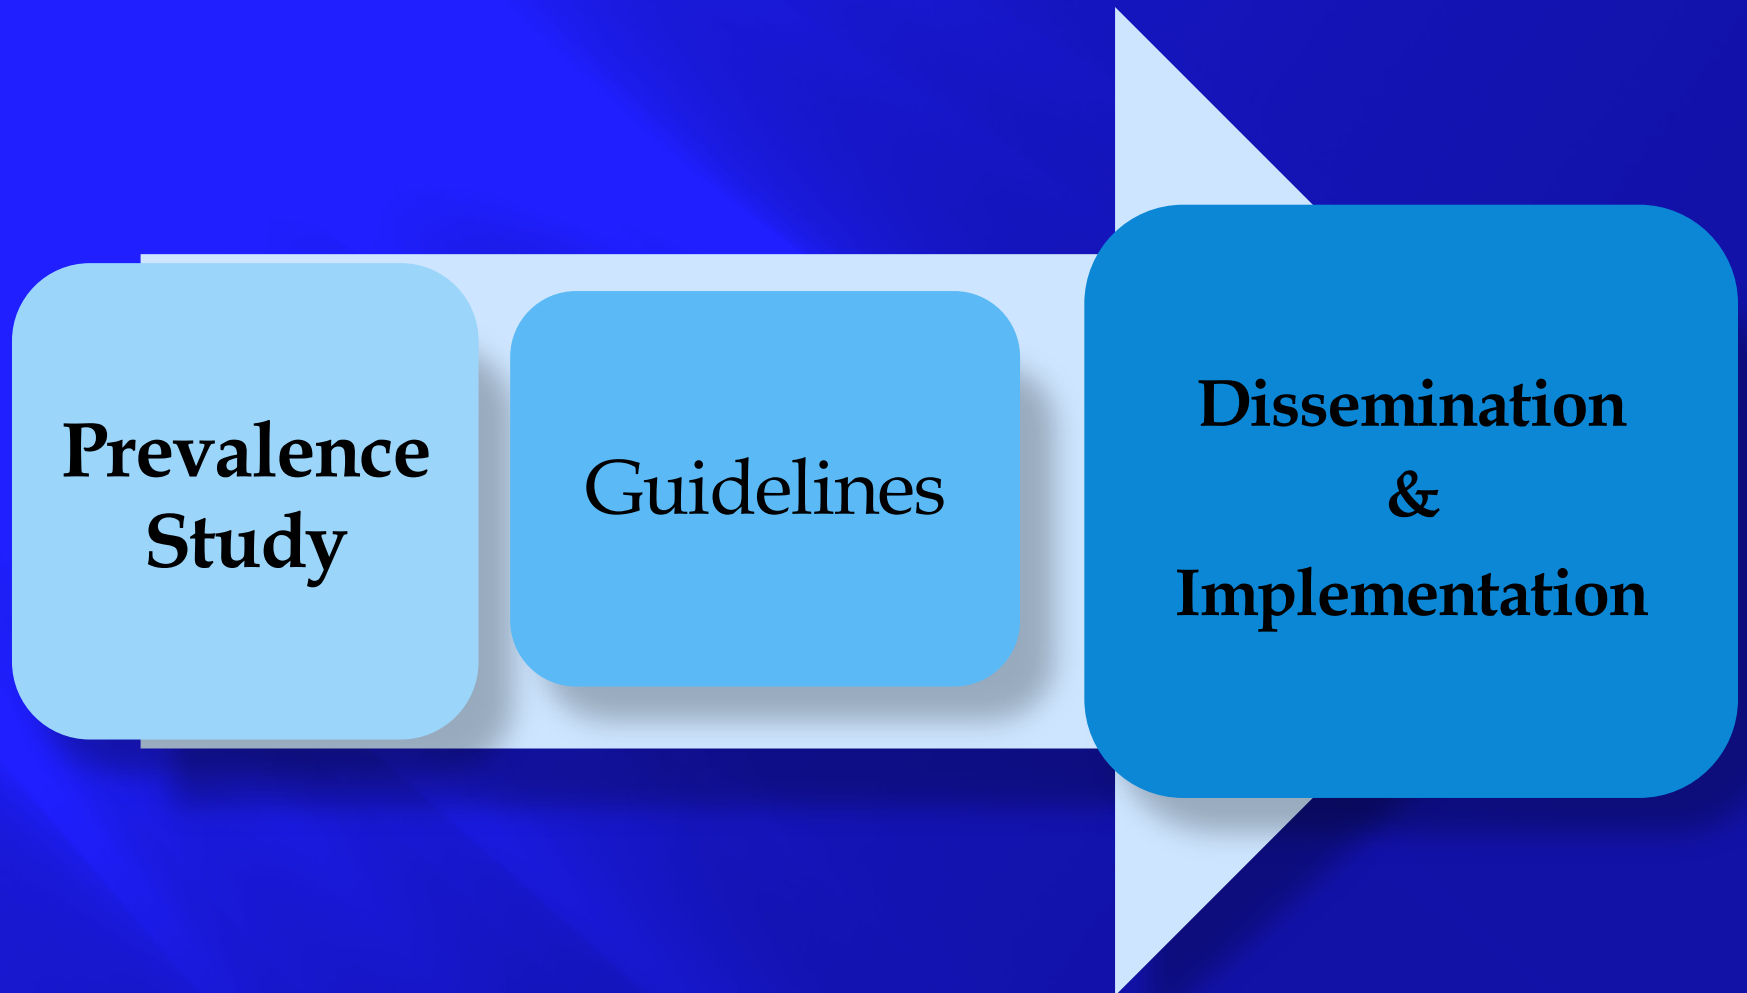 Prevalence
Study
Guidelines
Dissemination
&
Implementation